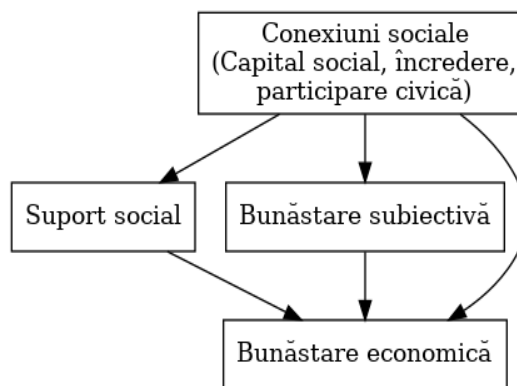 Conexiuni sociale
(Capital social, încredere,
participare civică)
Suport social
Bunăstare subiectivă
Bunăstare economică